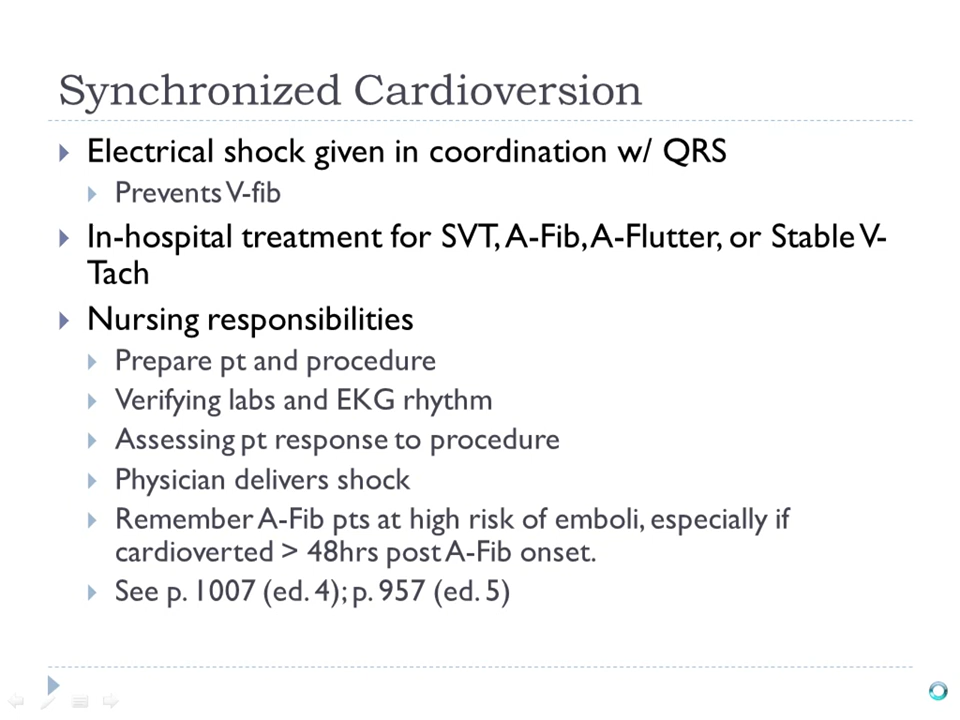 Synchronized Cardioversion
Electrical shock given in coordination w/ QRS
Prevents V-fib
In-hospital treatment for SVT, A-Fib, A-Flutter, or Stable V-
Tach
Nursing responsibilities
Prepare pt and procedure
Verifying labs and EKG rhythm
Assessing pt response to procedure
Physician delivers shock
Remember A-Fib pts at high risk of emboli, especially if
cardioverted > 48hrs post A-Fib onset.
See p. 1007 (ed. 4); p. 957 (ed. 5)